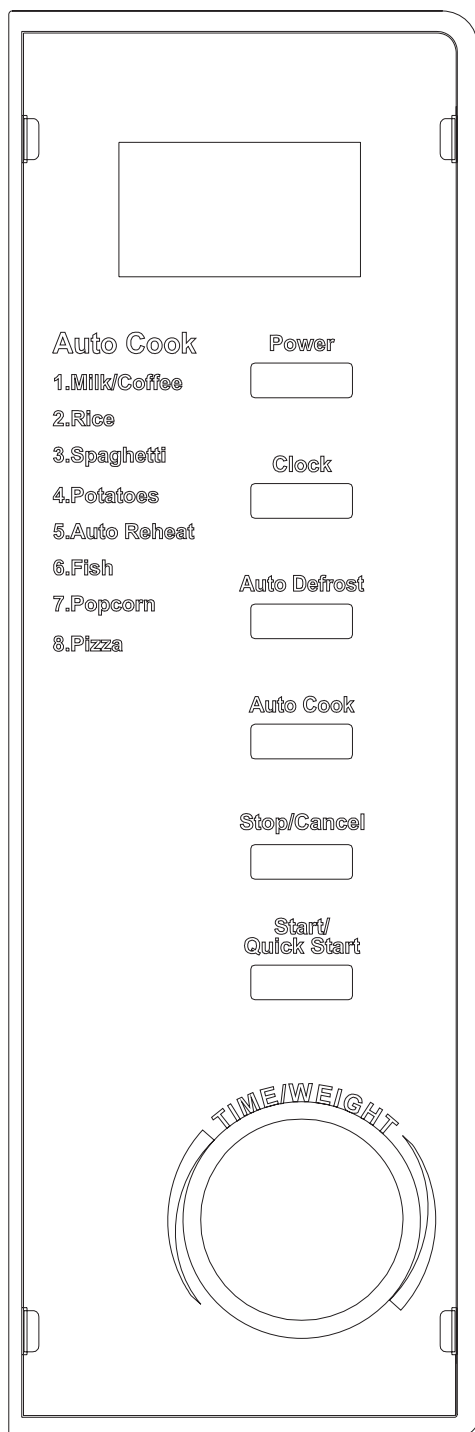 Auto Cook
1.Milk/Coffee
2.Rice
3.Spaghetti
4.Potatoes
5.Auto Reheat
6.Fish
7.Popcorn
8.Pizza
Power
Clock
Auto Defrost
Auto Cook
Stop/Cancel
Start/
Quick Start
TIME/WEIGHT